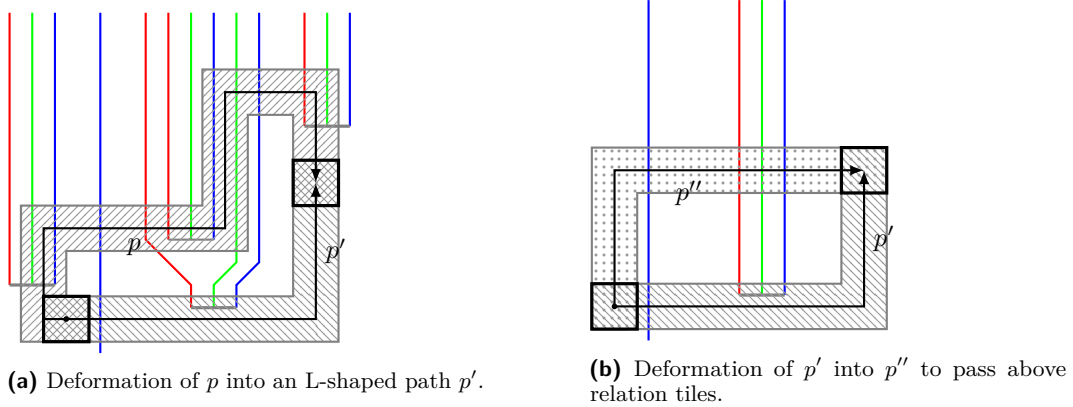 p
p′
p″
p′
(a) Deformation of p into an L-shaped path p′.
(b) Deformation of p′ into p″ to pass above
relation tiles.